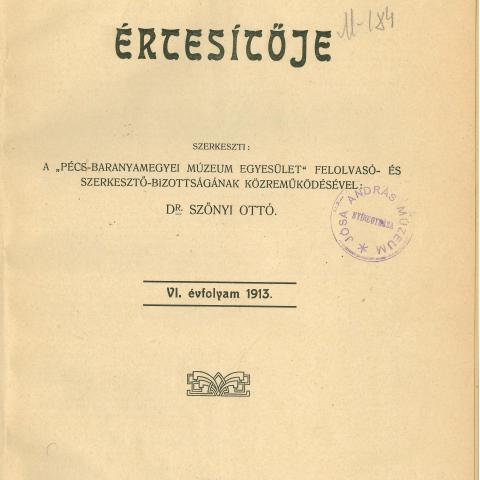 M-184
ÉRTESÍTŐJE
SZERKESZTI:
A „PÉCS-BARANYAMEGYEI MÚZEUM EGYESÜLET“ FELOLVASÓ- ÉS
SZERKESZTŐ-BIZOTTSÁGÁNAK KÖZREMŰKÖDÉSÉVEL:
DR. SZŐNYI OTTÓ.
JÓSA ANDRÁS MÚZEUM
NYÍREGYHÁZA
VI. évfolyam 1913.